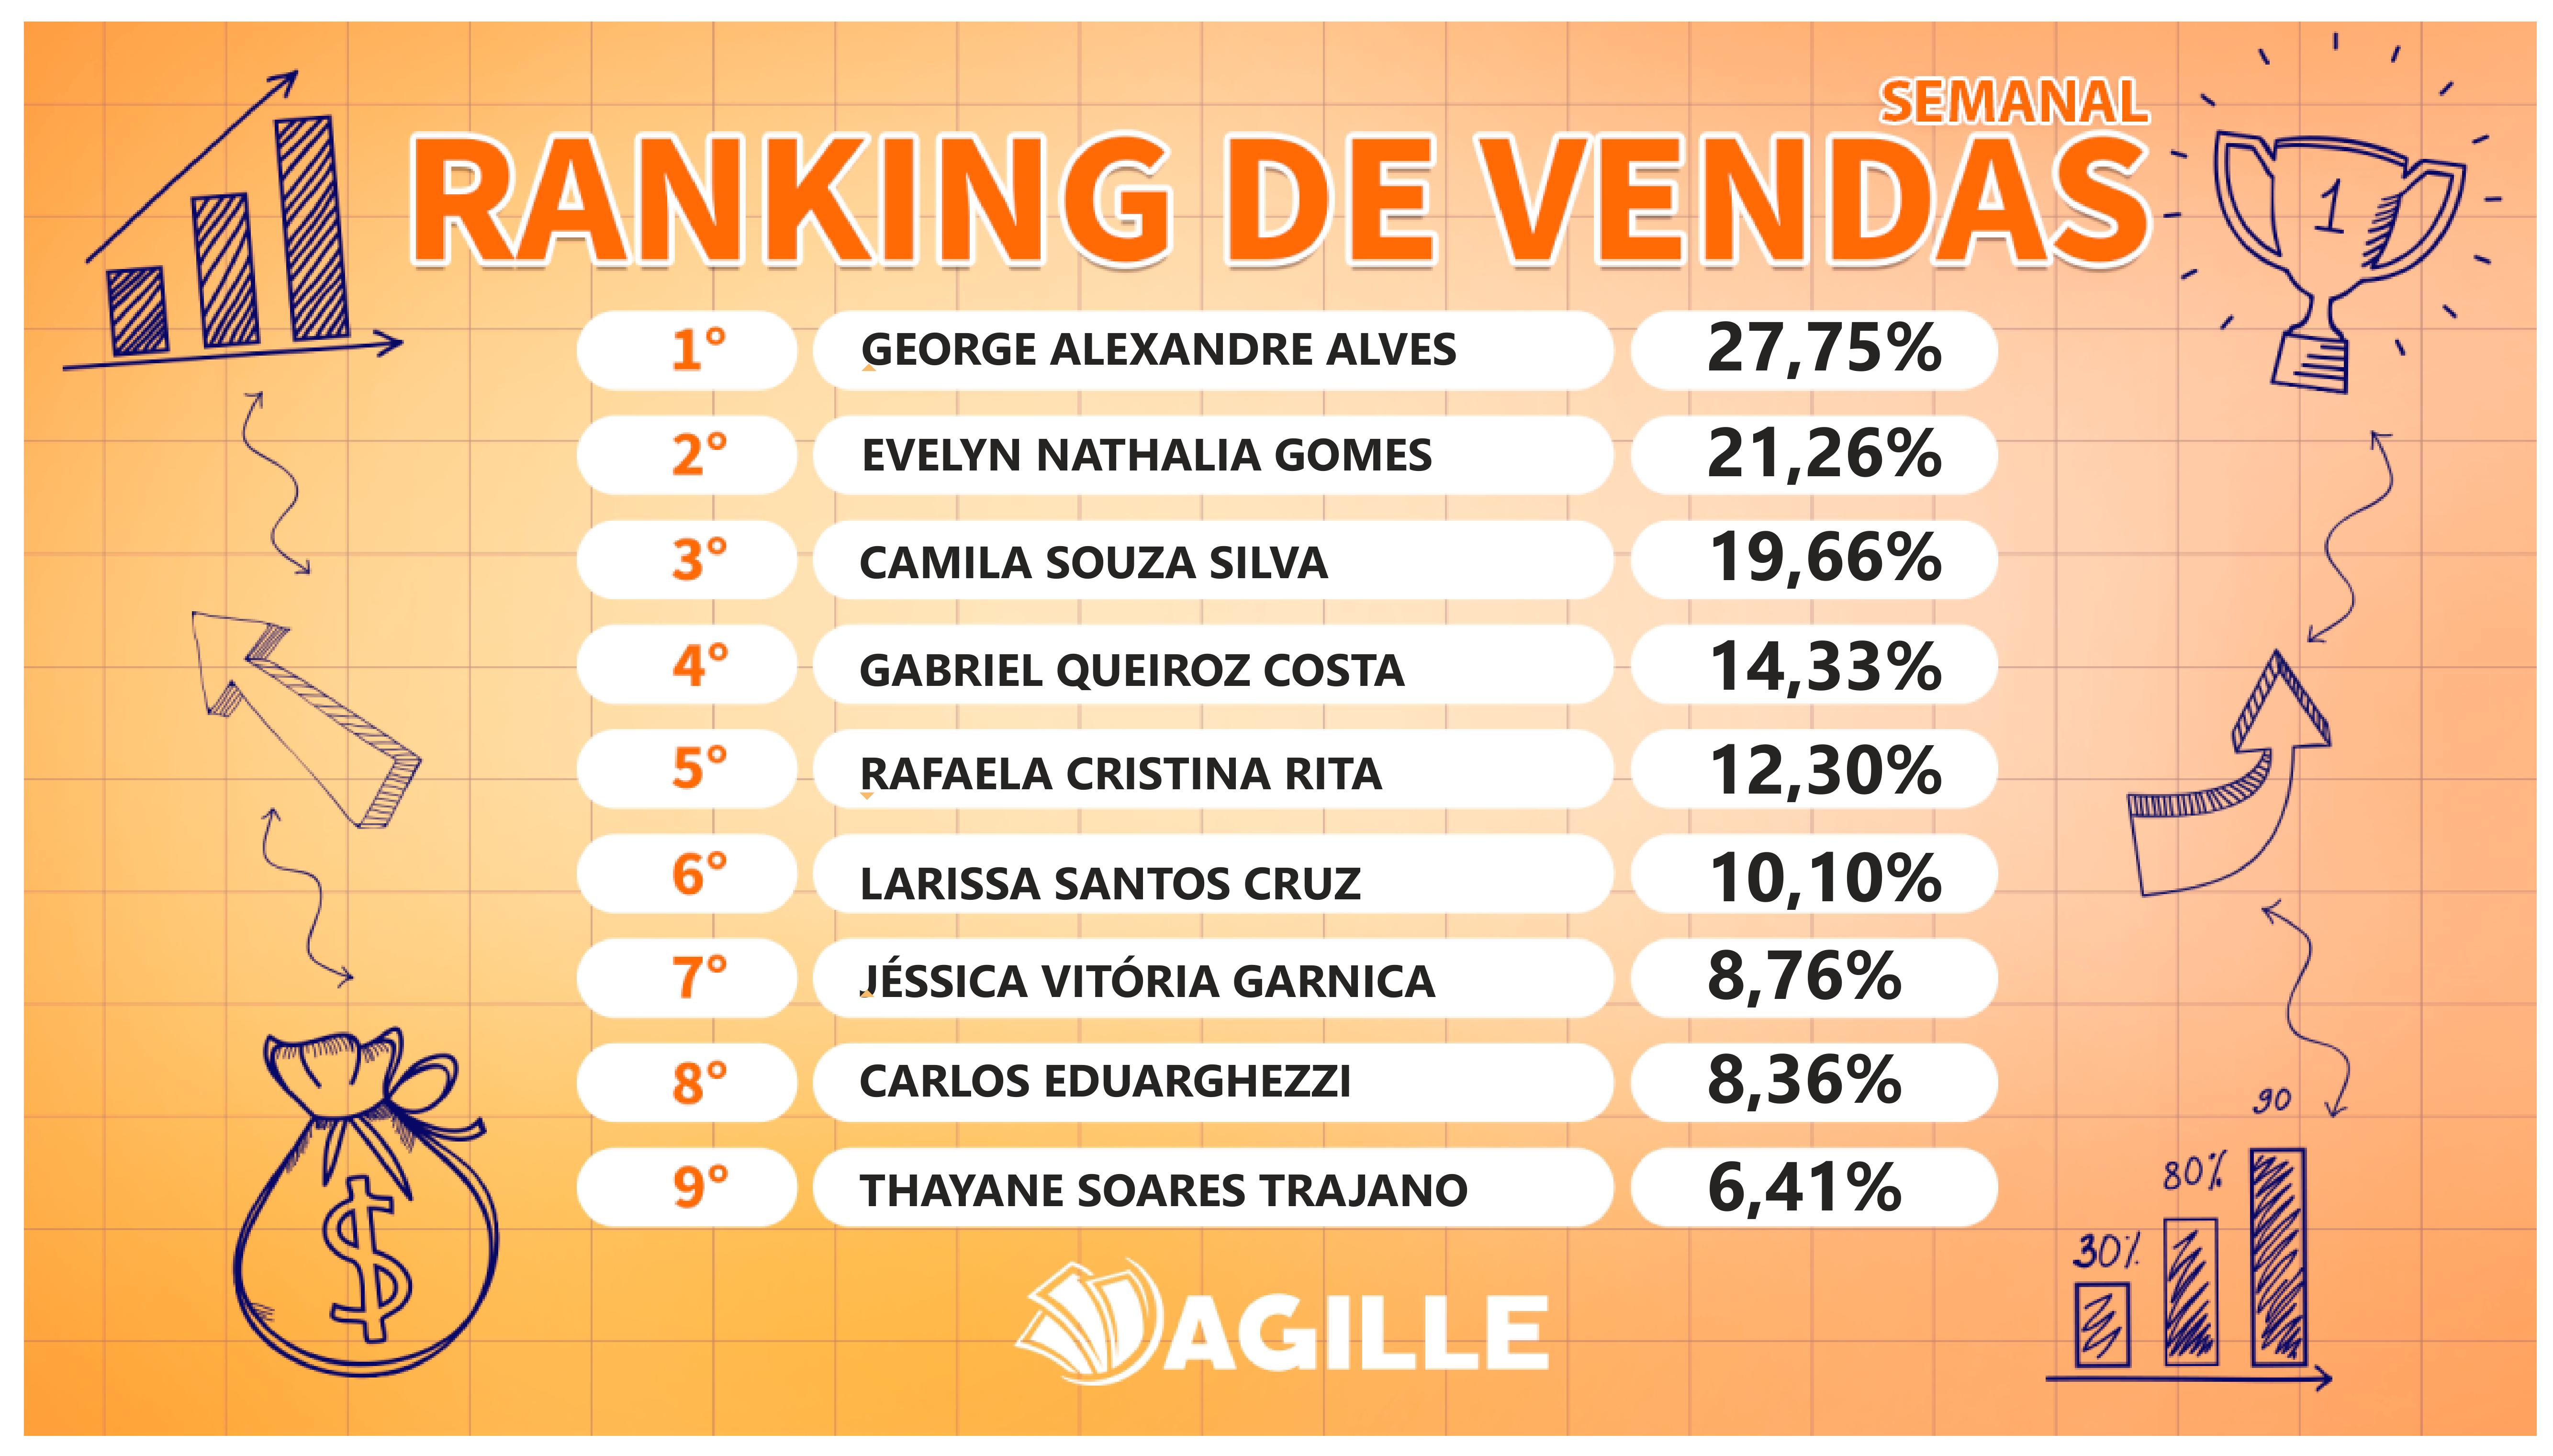 SEMANAL
RANKING DE VENDAS
1° GEORGE ALEXANDRE ALVES 27,75%
2° EVELYN NATHALIA GOMES 21,26%
3° CAMILA SOUZA SILVA 19,66%
4° GABRIEL QUEIROZ COSTA 14,33%
5° RAFAELA CRISTINA RITA 12,30%
6° LARISSA SANTOS CRUZ 10,10%
7° JÉSSICA VITÓRIA GARNICA 8,76%
8° CARLOS EDUARGHEZZI 8,36%
9° THAYANE SOARES TRAJANO 6,41%
AGILLE
1
$
30%
80%
90